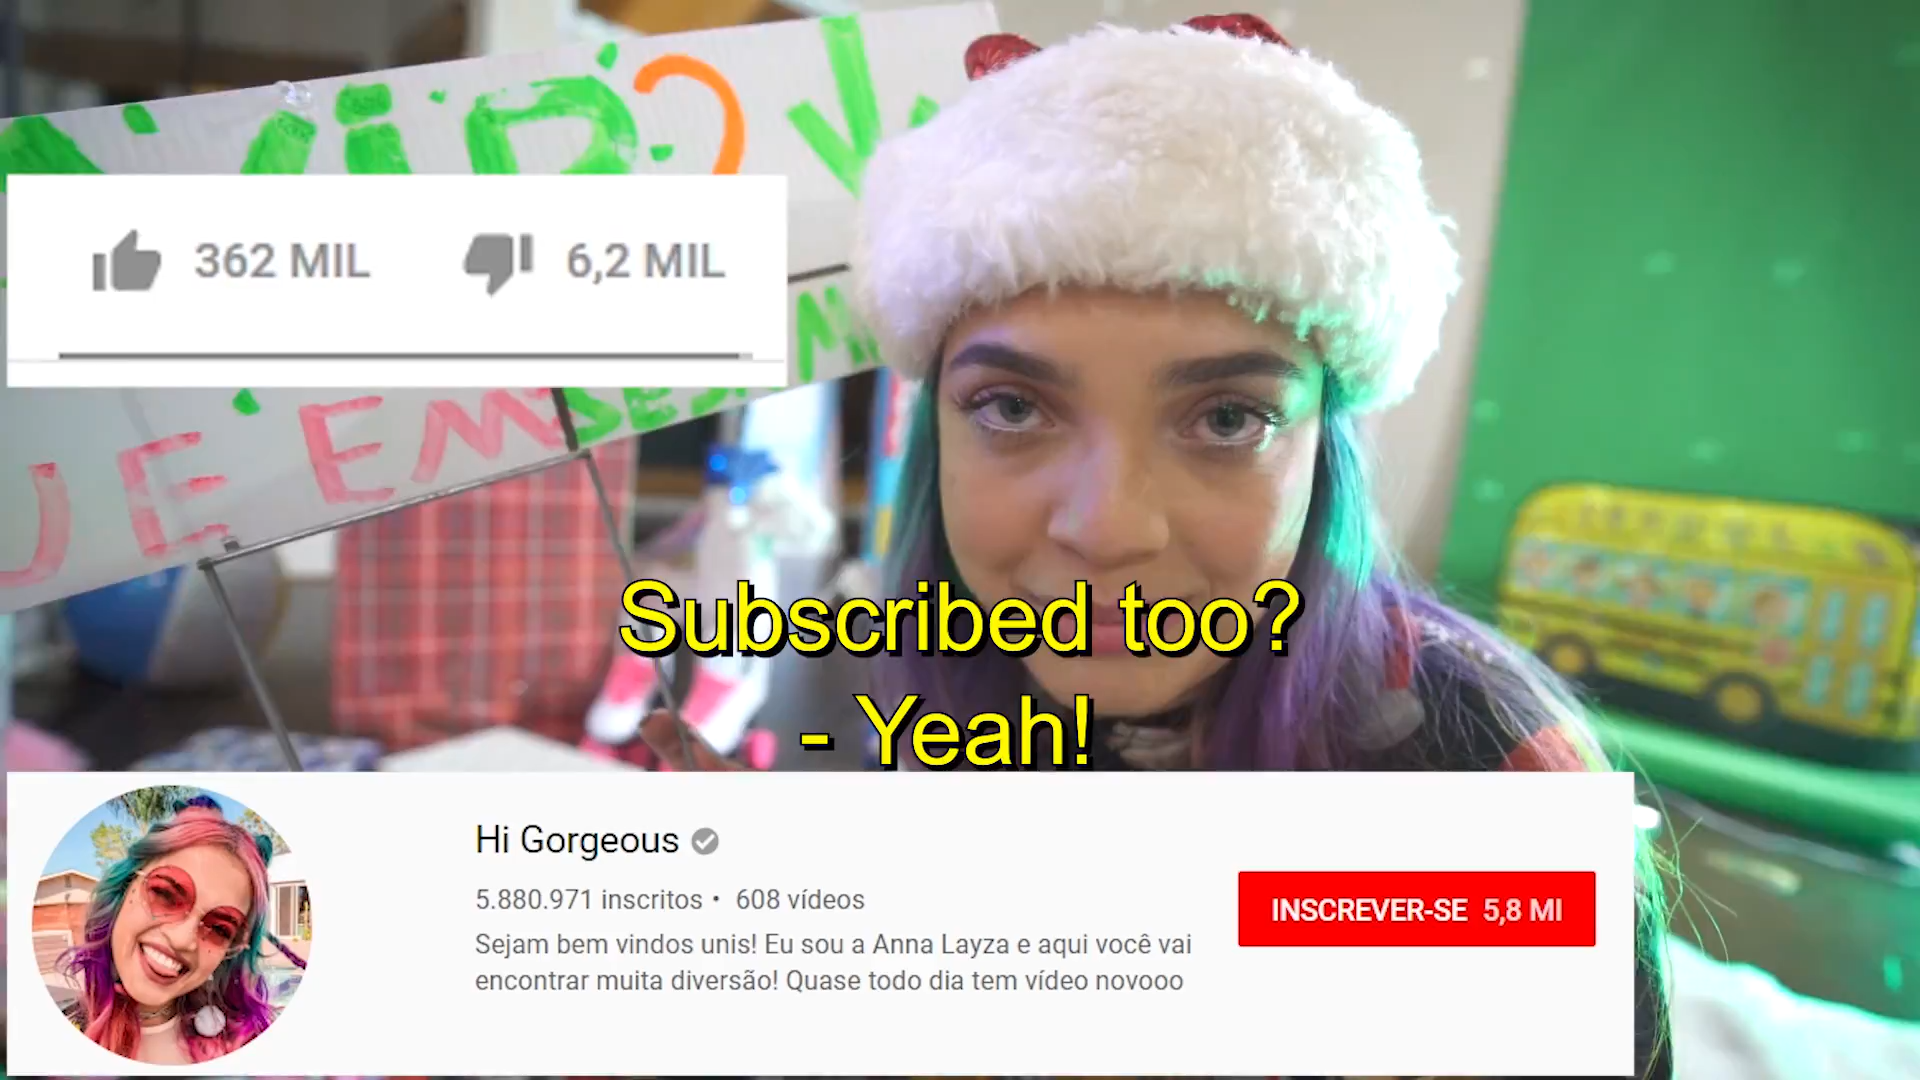 362 MIL 6,2 MIL
Subscribed too?
- Yeah!
Hi Gorgeous
5.880.971 inscritos • 608 vídeos
Sejam bem vindos unis! Eu sou a Anna Layza e aqui você vai
encontrar muita diversão! Quase todo dia tem vídeo novooo
INSCREVER-SE 5,8 MI